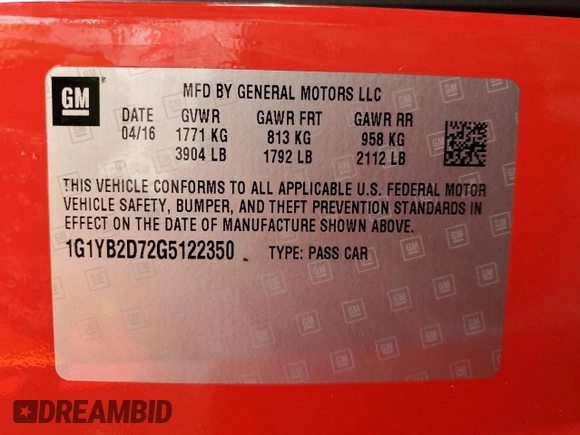 GM
MFD BY GENERAL MOTORS LLC
DATE GVWR GAWR FRT GAWR RR
04/16 1771 KG 813 KG 958 KG
3904 LB 1792 LB 2112 LB
THIS VEHICLE CONFORMS TO ALL APPLICABLE U.S. FEDERAL MOTOR
VEHICLE SAFETY, BUMPER, AND THEFT PREVENTION STANDARDS IN
EFFECT ON THE DATE OF MANUFACTURE SHOWN ABOVE.
1G1YB2D72G5122350 TYPE: PASS CAR
DREAMBID